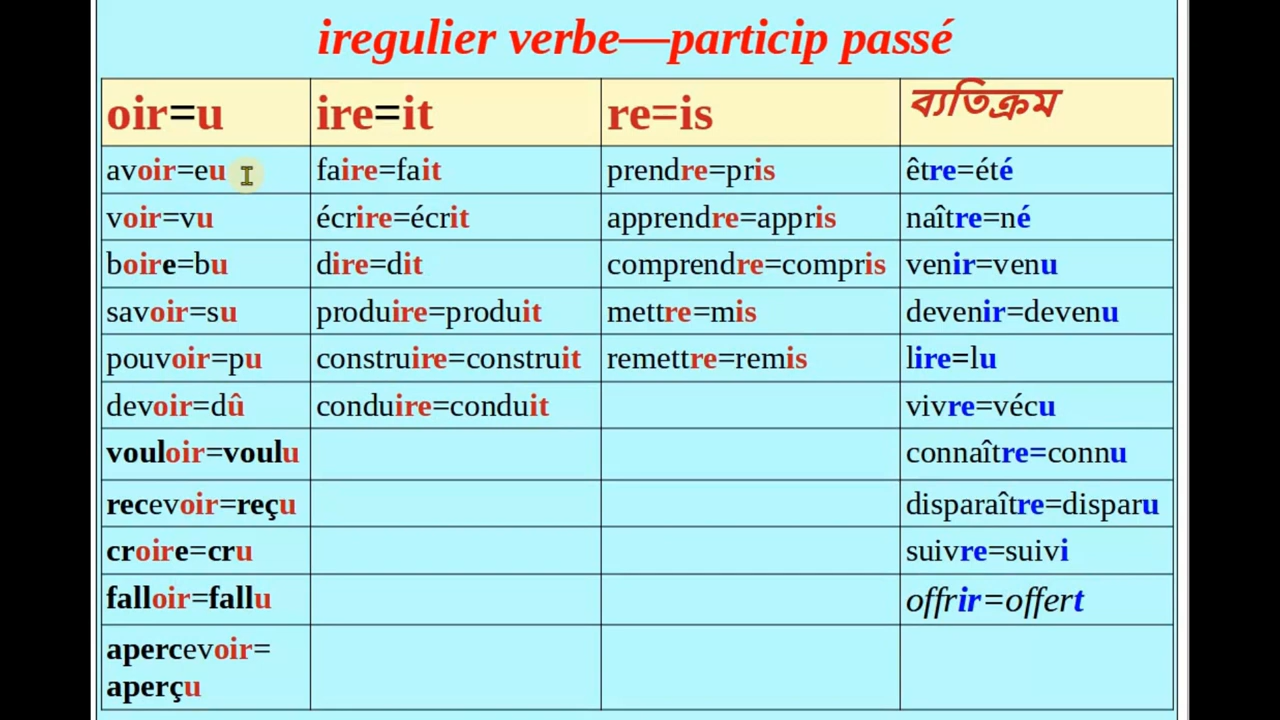 iregulier verbe—particip passé
oir=u ire=it re=is ব্যতিক্রম
avoir=eu faire=fait prendre=pris être=été
voir=vu écrire=écrit apprendre=appris naître=né
boire=bu dire=dit comprendre=compris venir=venu
savoir=su produire=produit mettre=mis devenir=devenu
pouvoir=pu construire=construit remettre=remis lire=lu
devoir=dû conduire=conduit vivre=vécu
vouloir=voulu connaître=connu
recevoir=reçu disparaître=disparu
croire=cru suivre=suivi
falloir=fallu offrir=offert
apercevoir=
aperçu